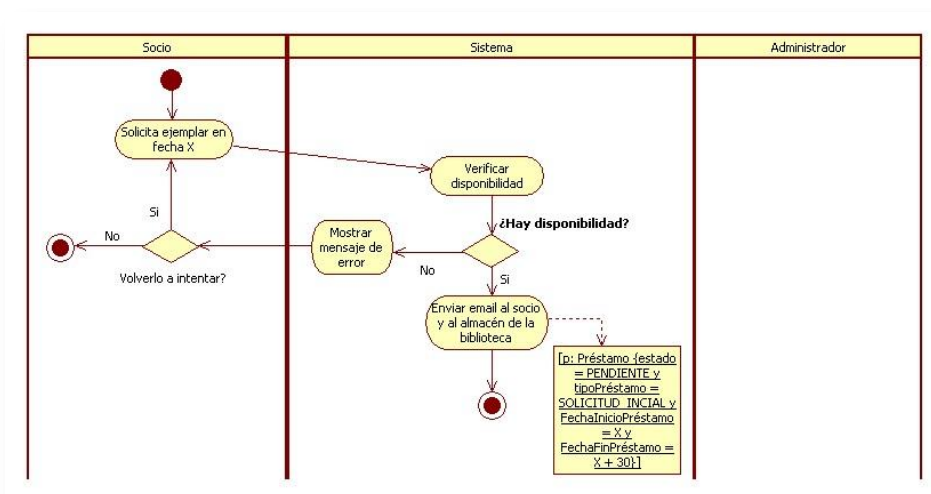 Socio
Sistema
Administrador
Solicita ejemplar en
fecha X
Verificar
disponibilidad
¿Hay disponibilidad?
Si
No
Mostrar
mensaje de
error
No
Si
Volverlo a intentar?
Enviar email al socio
y al almacén de la
biblioteca
[p: Préstamo {estado
= PENDIENTE y
tipoPréstamo =
SOLICITUD_INCIAL y
FechaInicioPréstamo
= X y
FechaFinPréstamo =
X + 30}]